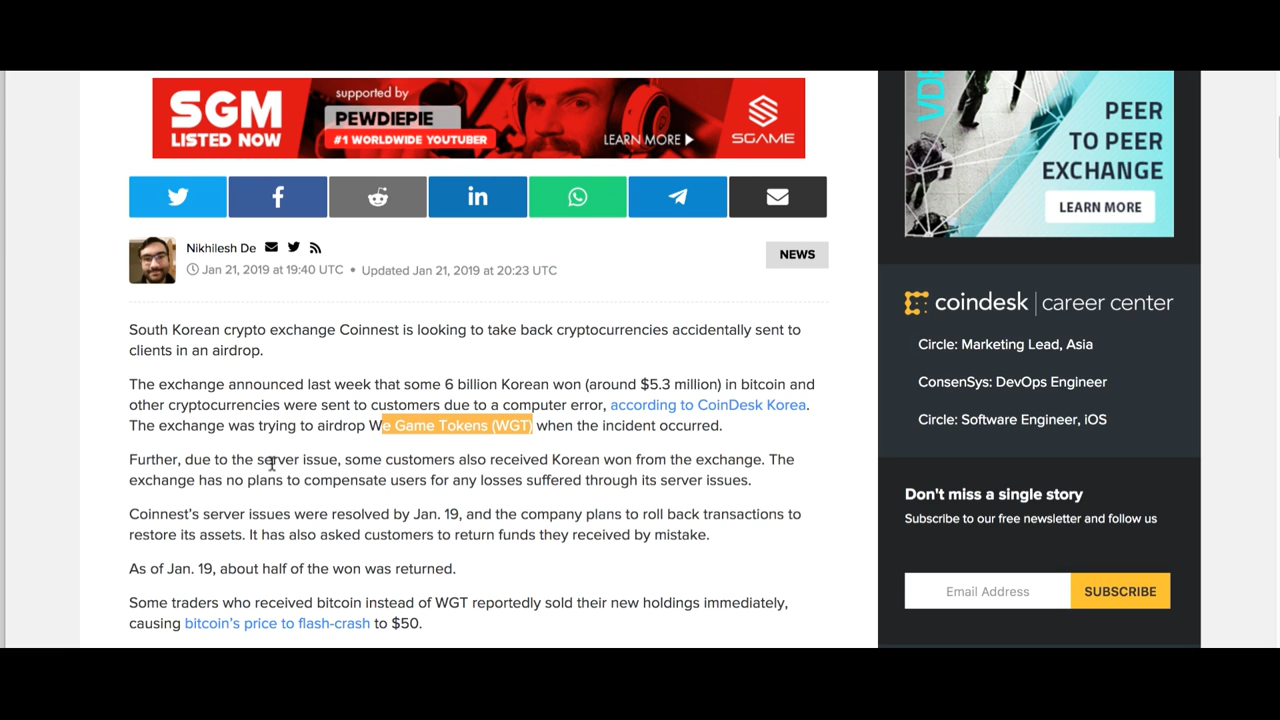 SGM
LISTED NOW
supported by
PEWDIEPIE
#1 WORLDWIDE YOUTUBER
LEARN MORE
SGAME
Nikhilesh De
Jan 21, 2019 at 19:40 UTC • Updated Jan 21, 2019 at 20:23 UTC
NEWS
South Korean crypto exchange Coinnest is looking to take back cryptocurrencies accidentally sent to
clients in an airdrop.
The exchange announced last week that some 6 billion Korean won (around $5.3 million) in bitcoin and
other cryptocurrencies were sent to customers due to a computer error, according to CoinDesk Korea.
The exchange was trying to airdrop We Game Tokens (WGT) when the incident occurred.
Further, due to the server issue, some customers also received Korean won from the exchange. The
exchange has no plans to compensate users for any losses suffered through its server issues.
Coinnest's server issues were resolved by Jan. 19, and the company plans to roll back transactions to
restore its assets. It has also asked customers to return funds they received by mistake.
As of Jan. 19, about half of the won was returned.
Some traders who received bitcoin instead of WGT reportedly sold their new holdings immediately,
causing bitcoin's price to flash-crash to $50.
PEER
TO PEER
EXCHANGE
LEARN MORE
coindesk | career center
Circle: Marketing Lead, Asia
ConsenSys: DevOps Engineer
Circle: Software Engineer, iOS
Don't miss a single story
Subscribe to our free newsletter and follow us
Email Address
SUBSCRIBE